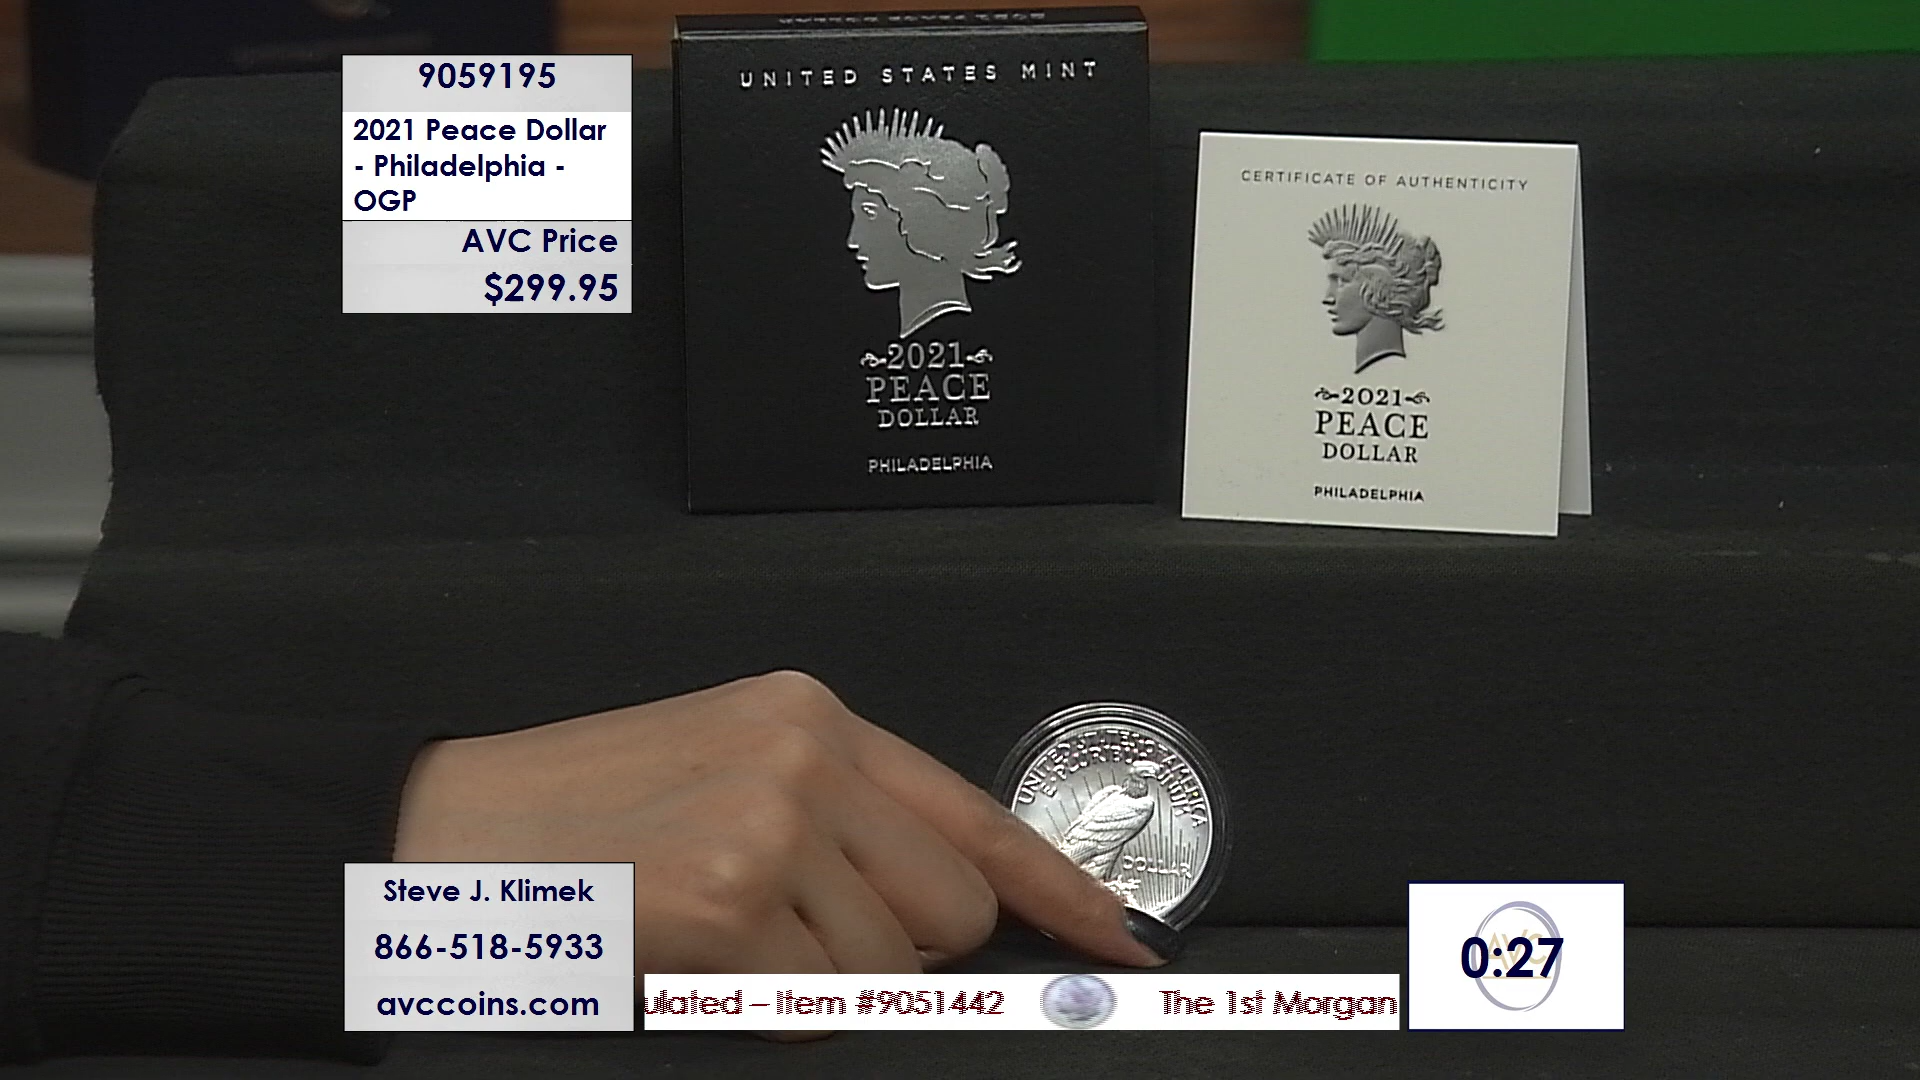 9059195
2021 Peace Dollar
- Philadelphia -
OGP
AVC Price
$299.95
UNITED STATES MINT
2021
PEACE
DOLLAR
PHILADELPHIA
CERTIFICATE OF AUTHENTICITY
2021
PEACE
DOLLAR
PHILADELPHIA
UNITED STATES OF AMERICA
E PLURIBUS UNUM
DOLLAR
Steve J. Klimek
866-518-5933
avccoins.com
ulated – Item #9051442 The 1st Morgan
AVC
0:27